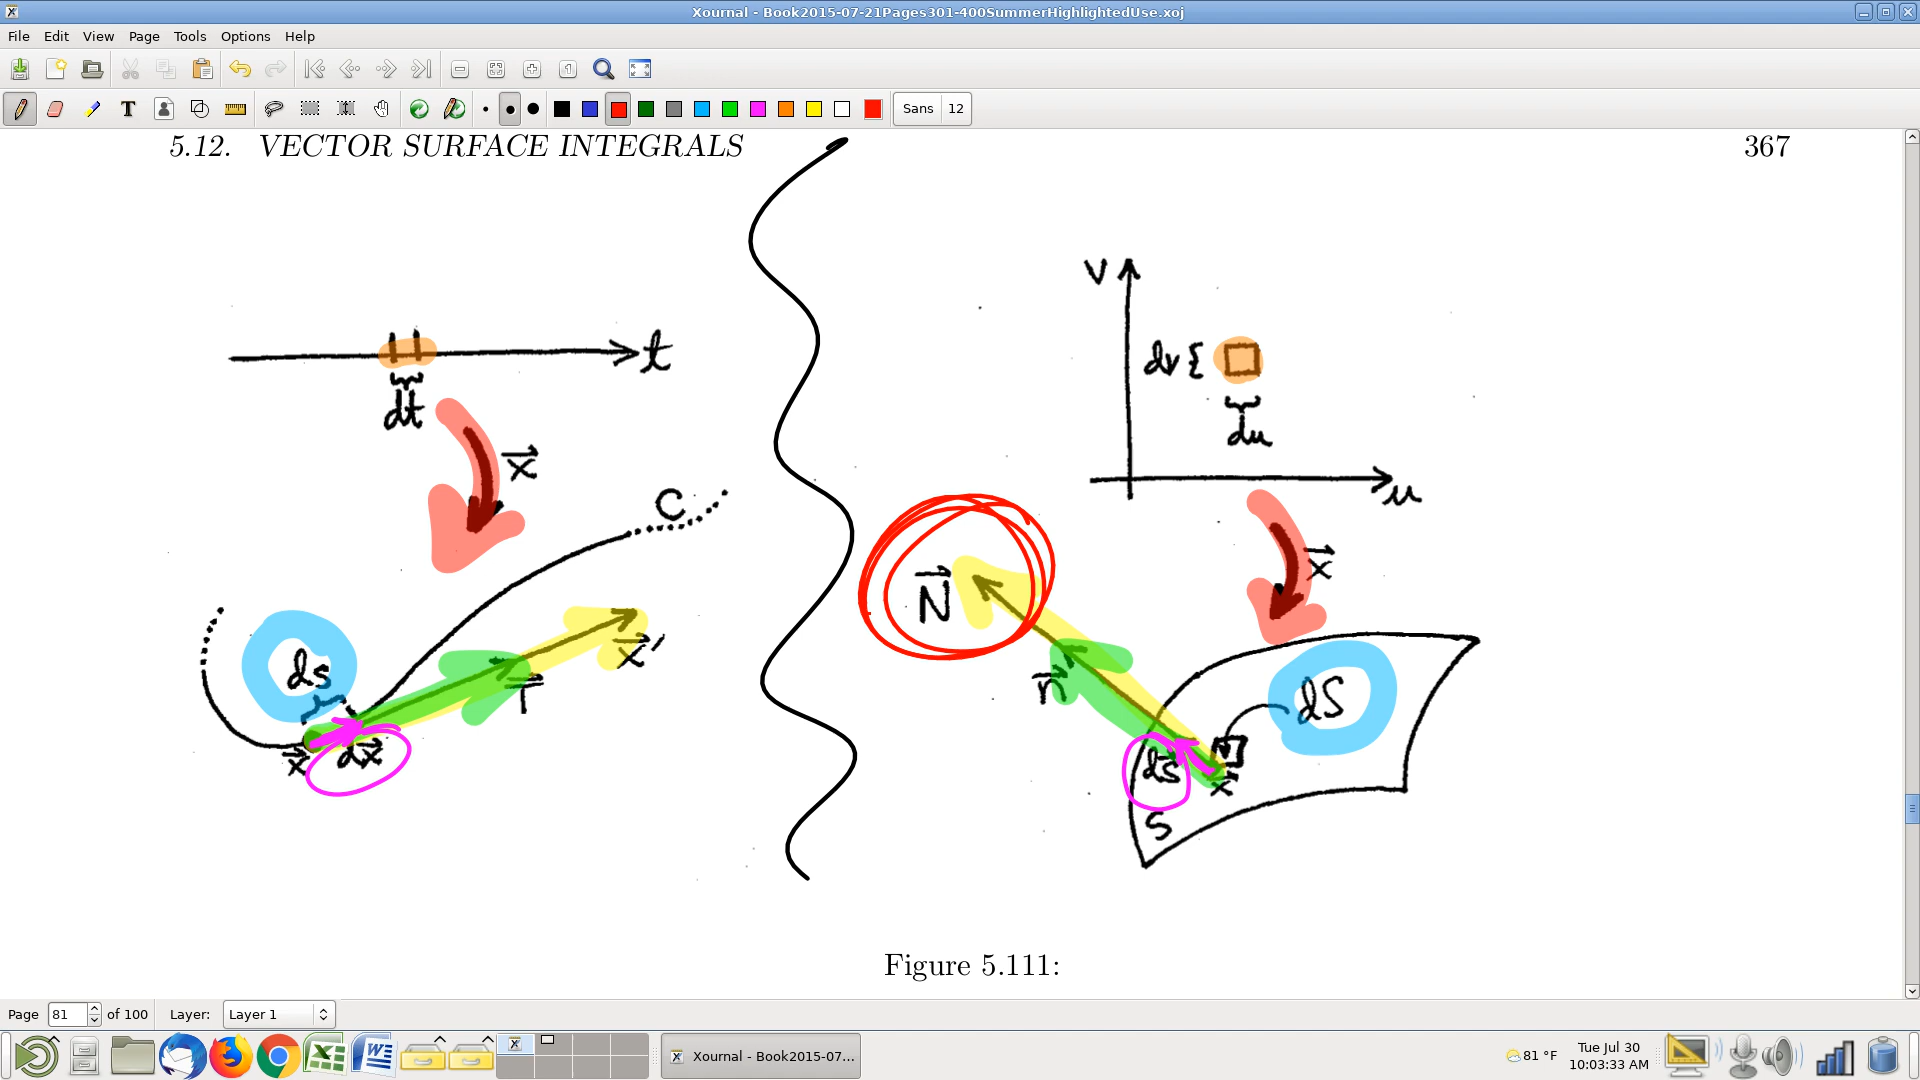 Xournal - Book2015-07-21Pages301-400SummerHighlightedUse.xoj
File Edit View Page Tools Options Help
Sans 12
5.12. VECTOR SURFACE INTEGRALS 367
t
dt
x⃗
C
ds
x⃗′
T⃗
x⃗
dx⃗
v
dv {
du
u
x⃗
N⃗
n⃗
dS
dS⃗
x⃗
S
Figure 5.111:
Page 81 of 100 Layer: Layer 1
Xournal - Book2015-07...
81 °F
Tue Jul 30
10:03:33 AM